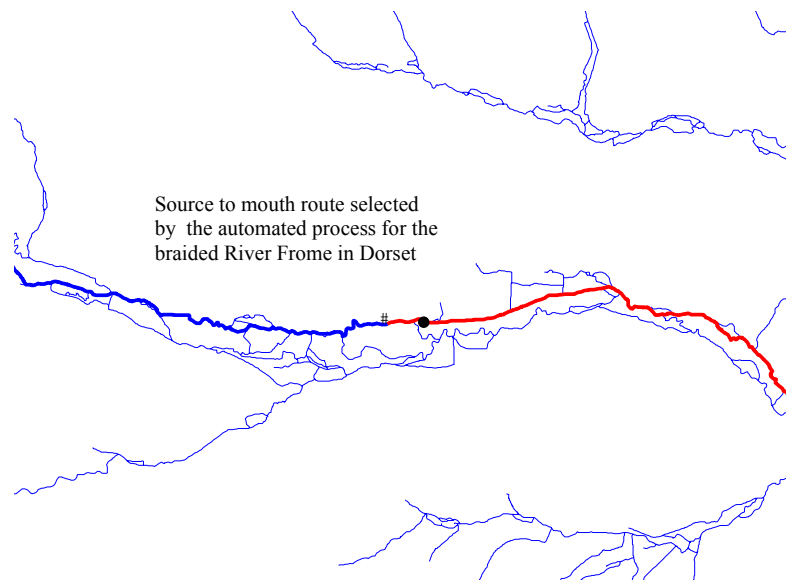 Source to mouth route selected
by the automated process for the
braided River Frome in Dorset
#